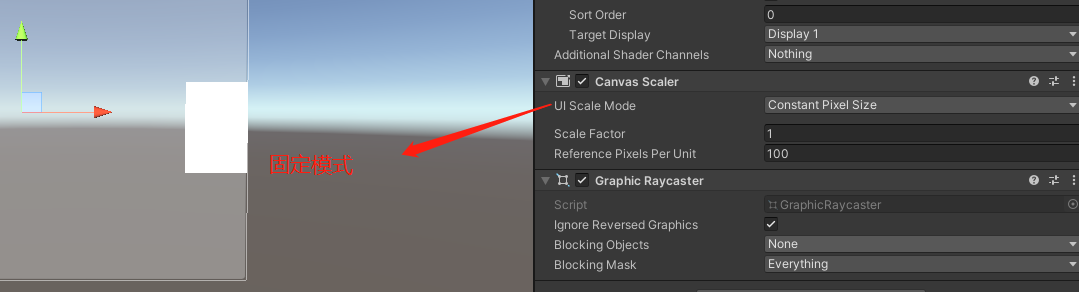 Sort Order
0
Target Display
Display 1
Additional Shader Channels
Nothing
Canvas Scaler
UI Scale Mode
Constant Pixel Size
Scale Factor
1
Reference Pixels Per Unit
100
Graphic Raycaster
Script
GraphicRaycaster
Ignore Reversed Graphics
Blocking Objects
None
Blocking Mask
Everything
固定模式